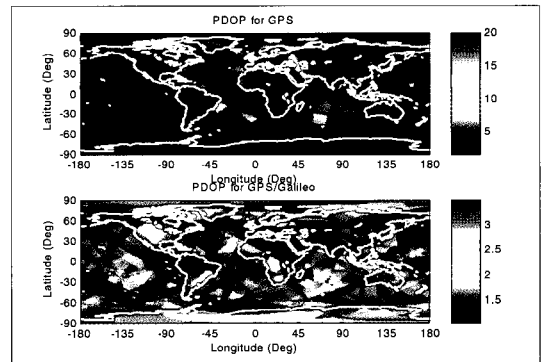 PDOP for GPS
90
60
30
0
-30
-60
-90
Latitude (Deg)
-180 -135 -90 -45 0 45 90 135 180
Longitude (Deg)
20
15
10
5
PDOP for GPS/Galileo
90
60
30
0
-30
-60
-90
Latitude (Deg)
-180 -135 -90 -45 0 45 90 135 180
Longitude (Deg)
3
2.5
2
1.5